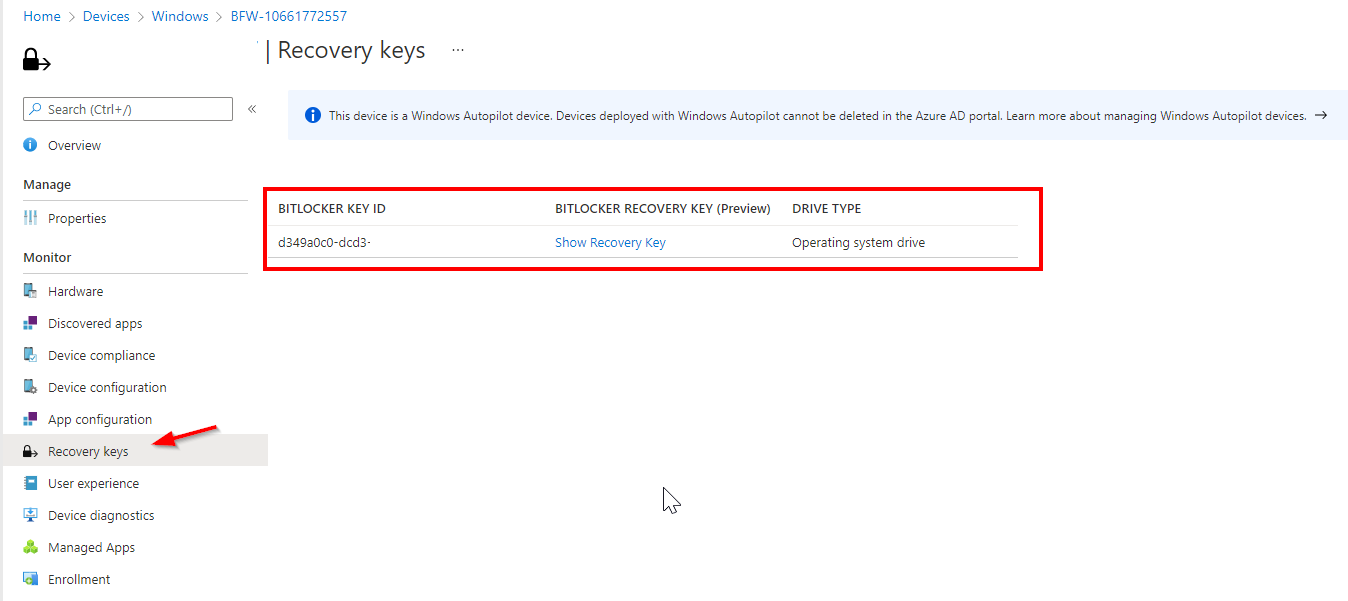 Home > Devices > Windows > BFW-10661772557
| Recovery keys ...
Search (Ctrl+/) «
This device is a Windows Autopilot device. Devices deployed with Windows Autopilot cannot be deleted in the Azure AD portal. Learn more about managing Windows Autopilot devices. →
Overview
Manage
Properties
Monitor
Hardware
Discovered apps
Device compliance
Device configuration
App configuration
Recovery keys
User experience
Device diagnostics
Managed Apps
Enrollment
BITLOCKER KEY ID BITLOCKER RECOVERY KEY (Preview) DRIVE TYPE
d349a0c0-dcd3- Show Recovery Key Operating system drive